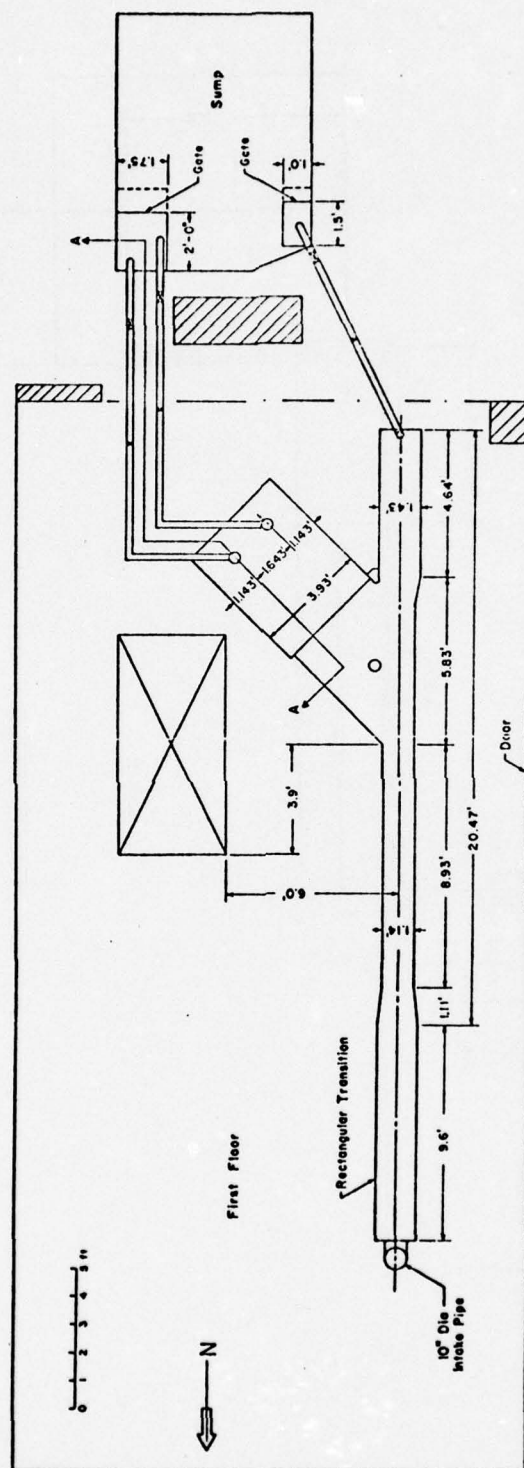 Sump
1.75'
Gate
Gate
1.0'
2'-0"
1.5'
A
1.143'
1.643'
1.143'
3.93'
A
1.43'
4.64'
5.83'
3.9'
6.0'
20.47'
8.93'
1.14'
1.11'
Door
Rectangular Transition
9.6'
First Floor
10" Dia
Intake Pipe
0 1 2 3 4 5 ft
N